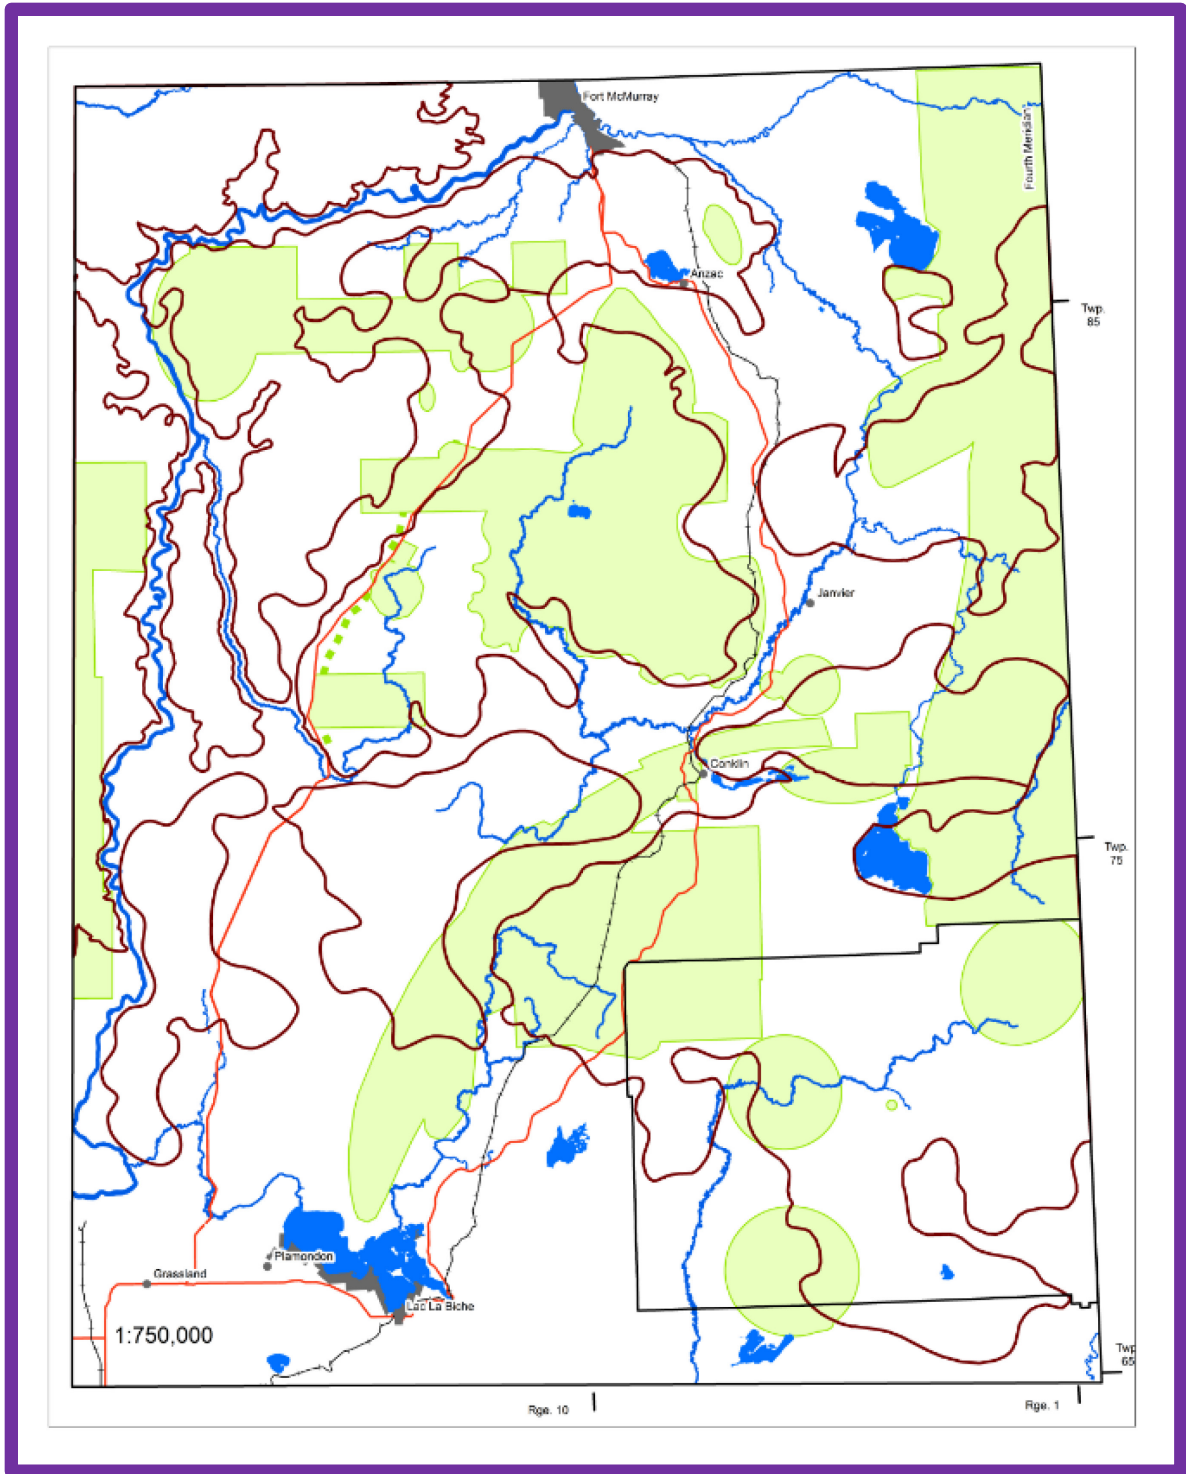 Fort McMurray
Fourth Meridian
Anzac
Twp.
85
Janvier
Conklin
Twp.
75
Plamondon
Grassland
Lac La Biche
1:750,000
Twp
65
Rge. 10
Rge. 1